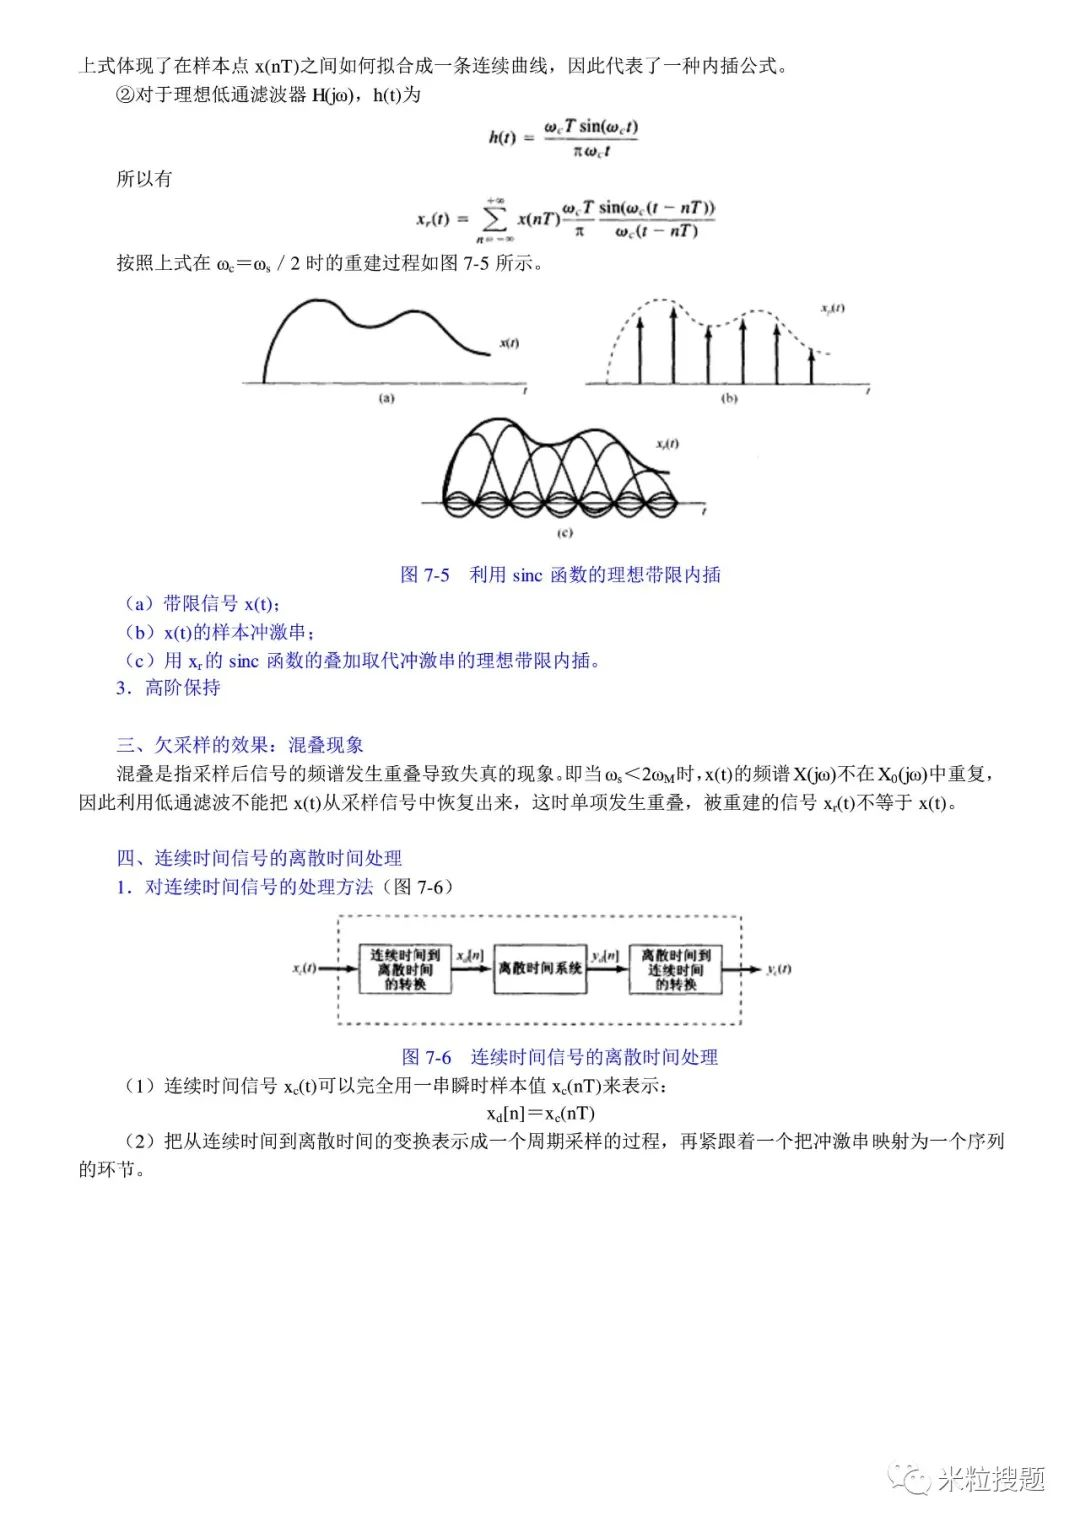 上式体现了在样本点 x(nT)之间如何拟合成一条连续曲线，因此代表了一种内插公式。
②对于理想低通滤波器 H(jω)，h(t)为
h(t) = ω_c T sin(ω_c t) / πω_c t
所以有
x_r(t) = ∑_{n=-∞}^{+∞} x(nT) ω_c T / π sin(ω_c(t - nT)) / ω_c(t - nT)
按照上式在 ω_c＝ω_s / 2 时的重建过程如图 7-5 所示。
x(t)
t
(a)
x_p(t)
t
(b)
x_r(t)
t
(c)
图 7-5 利用 sinc 函数的理想带限内插
（a）带限信号 x(t)；
（b）x(t)的样本冲激串；
（c）用 x_r的 sinc 函数的叠加取代冲激串的理想带限内插。
3．高阶保持
三、欠采样的效果：混叠现象
混叠是指采样后信号的频谱发生重叠导致失真的现象。即当 ω_s＜2ω_M时，x(t)的频谱 X(jω)不在 X_0(jω)中重复，
因此利用低通滤波不能把 x(t)从采样信号中恢复出来，这时单项发生重叠，被重建的信号 x_r(t)不等于 x(t)。
四、连续时间信号的离散时间处理
1．对连续时间信号的处理方法（图 7-6）
x_c(t)
连续时间到
离散时间
的转换
x_d[n]
离散时间系统
y_d[n]
离散时间到
连续时间
的转换
y_c(t)
图 7-6 连续时间信号的离散时间处理
（1）连续时间信号 x_c(t)可以完全用一串瞬时样本值 x_c(nT)来表示：
x_d[n]＝x_c(nT)
（2）把从连续时间到离散时间的变换表示成一个周期采样的过程，再紧跟着一个把冲激串映射为一个序列
的环节。
米粒搜题